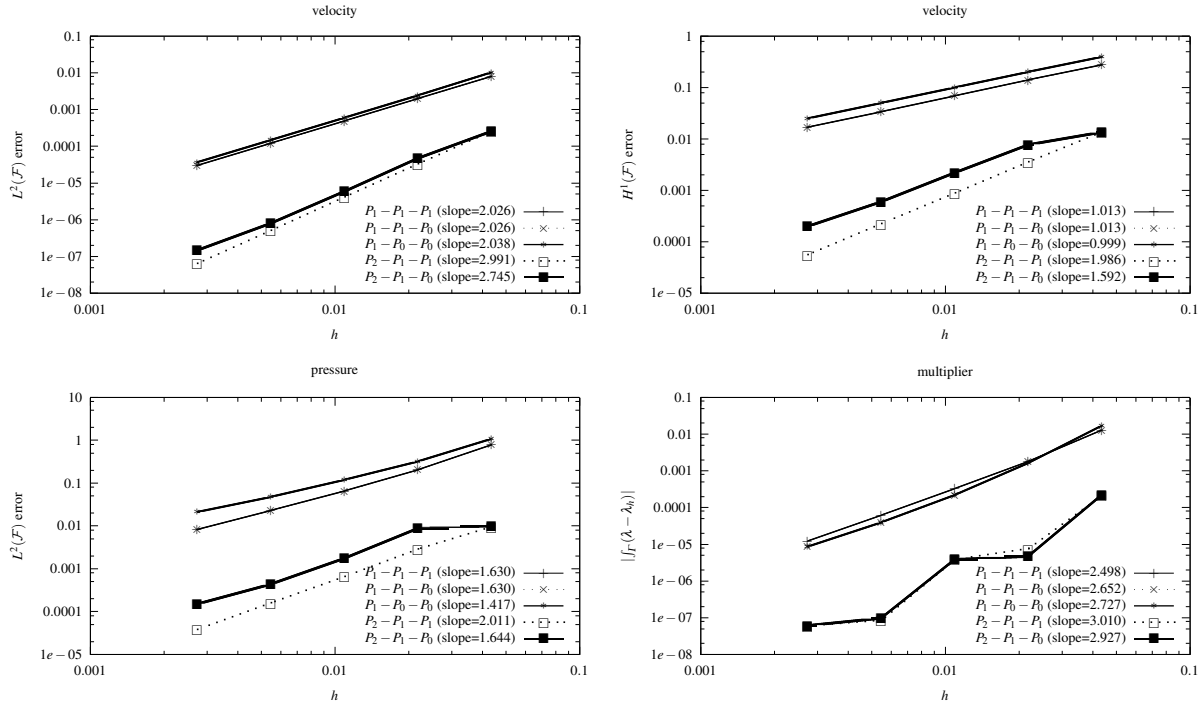 velocity
0.1
0.01
0.001
0.0001
1e − 05
1e − 06
1e − 07
1e − 08
0.001
0.01
0.1
L²(ℱ) error
h
P₁ − P₁ − P₁ (slope=2.026)
P₁ − P₁ − P₀ (slope=2.026)
P₁ − P₀ − P₀ (slope=2.038)
P₂ − P₁ − P₁ (slope=2.991)
P₂ − P₁ − P₀ (slope=2.745)
velocity
1
0.1
0.01
0.001
0.0001
1e − 05
0.001
0.01
0.1
H¹(ℱ) error
h
P₁ − P₁ − P₁ (slope=1.013)
P₁ − P₁ − P₀ (slope=1.013)
P₁ − P₀ − P₀ (slope=0.999)
P₂ − P₁ − P₁ (slope=1.986)
P₂ − P₁ − P₀ (slope=1.592)
pressure
10
1
0.1
0.01
0.001
0.0001
1e − 05
0.001
0.01
0.1
L²(ℱ) error
h
P₁ − P₁ − P₁ (slope=1.630)
P₁ − P₁ − P₀ (slope=1.630)
P₁ − P₀ − P₀ (slope=1.417)
P₂ − P₁ − P₁ (slope=2.011)
P₂ − P₁ − P₀ (slope=1.644)
multiplier
0.1
0.01
0.001
0.0001
1e − 05
1e − 06
1e − 07
1e − 08
0.001
0.01
0.1
|∫_Γ(λ − λₕ)|
h
P₁ − P₁ − P₁ (slope=2.498)
P₁ − P₁ − P₀ (slope=2.652)
P₁ − P₀ − P₀ (slope=2.727)
P₂ − P₁ − P₁ (slope=3.010)
P₂ − P₁ − P₀ (slope=2.927)